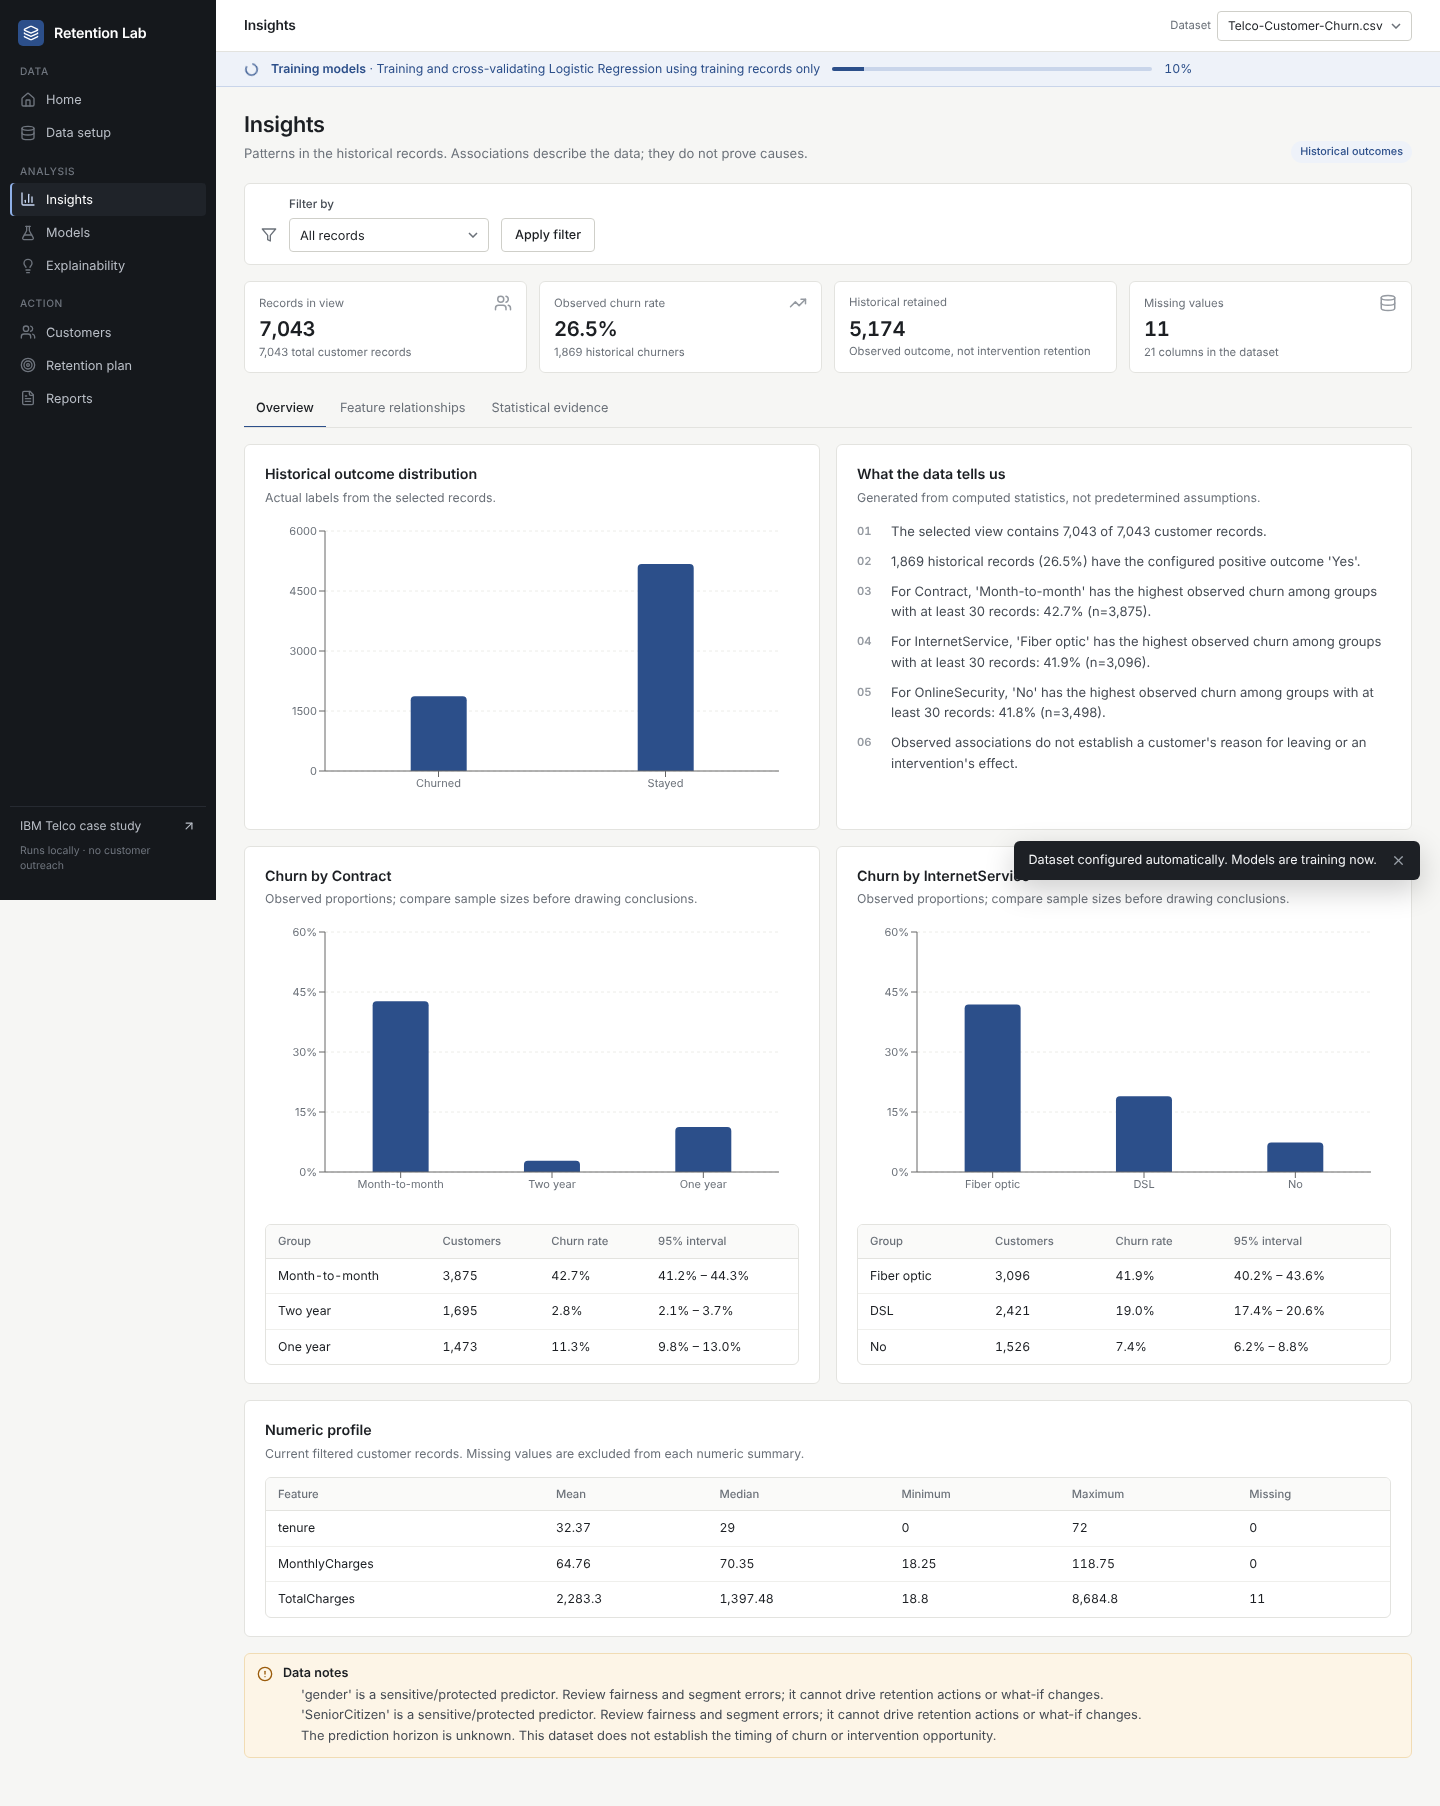 Retention Lab
DATA
Home
Data setup
ANALYSIS
Insights
Models
Explainability
ACTION
Customers
Retention plan
Reports
IBM Telco case study
Runs locally · no customer
outreach
Insights
Dataset
Telco-Customer-Churn.csv
Training models · Training and cross-validating Logistic Regression using training records only
10%
Insights
Patterns in the historical records. Associations describe the data; they do not prove causes.
Historical outcomes
Filter by
All records
Apply filter
Records in view
7,043
7,043 total customer records
Observed churn rate
26.5%
1,869 historical churners
Historical retained
5,174
Observed outcome, not intervention retention
Missing values
11
21 columns in the dataset
Overview
Feature relationships
Statistical evidence
Historical outcome distribution
Actual labels from the selected records.
6000
4500
3000
1500
0
Churned
Stayed
What the data tells us
Generated from computed statistics, not predetermined assumptions.
01 The selected view contains 7,043 of 7,043 customer records.
02 1,869 historical records (26.5%) have the configured positive outcome 'Yes'.
03 For Contract, 'Month-to-month' has the highest observed churn among groups
with at least 30 records: 42.7% (n=3,875).
04 For InternetService, 'Fiber optic' has the highest observed churn among groups
with at least 30 records: 41.9% (n=3,096).
05 For OnlineSecurity, 'No' has the highest observed churn among groups with at
least 30 records: 41.8% (n=3,498).
06 Observed associations do not establish a customer's reason for leaving or an
intervention's effect.
Dataset configured automatically. Models are training now.
Churn by Contract
Observed proportions; compare sample sizes before drawing conclusions.
60%
45%
30%
15%
0%
Month-to-month
Two year
One year
Group Customers Churn rate 95% interval
Month-to-month 3,875 42.7% 41.2% – 44.3%
Two year 1,695 2.8% 2.1% – 3.7%
One year 1,473 11.3% 9.8% – 13.0%
Churn by InternetService
Observed proportions; compare sample sizes before drawing conclusions.
60%
45%
30%
15%
0%
Fiber optic
DSL
No
Group Customers Churn rate 95% interval
Fiber optic 3,096 41.9% 40.2% – 43.6%
DSL 2,421 19.0% 17.4% – 20.6%
No 1,526 7.4% 6.2% – 8.8%
Numeric profile
Current filtered customer records. Missing values are excluded from each numeric summary.
Feature Mean Median Minimum Maximum Missing
tenure 32.37 29 0 72 0
MonthlyCharges 64.76 70.35 18.25 118.75 0
TotalCharges 2,283.3 1,397.48 18.8 8,684.8 11
Data notes
'gender' is a sensitive/protected predictor. Review fairness and segment errors; it cannot drive retention actions or what-if changes.
'SeniorCitizen' is a sensitive/protected predictor. Review fairness and segment errors; it cannot drive retention actions or what-if changes.
The prediction horizon is unknown. This dataset does not establish the timing of churn or intervention opportunity.